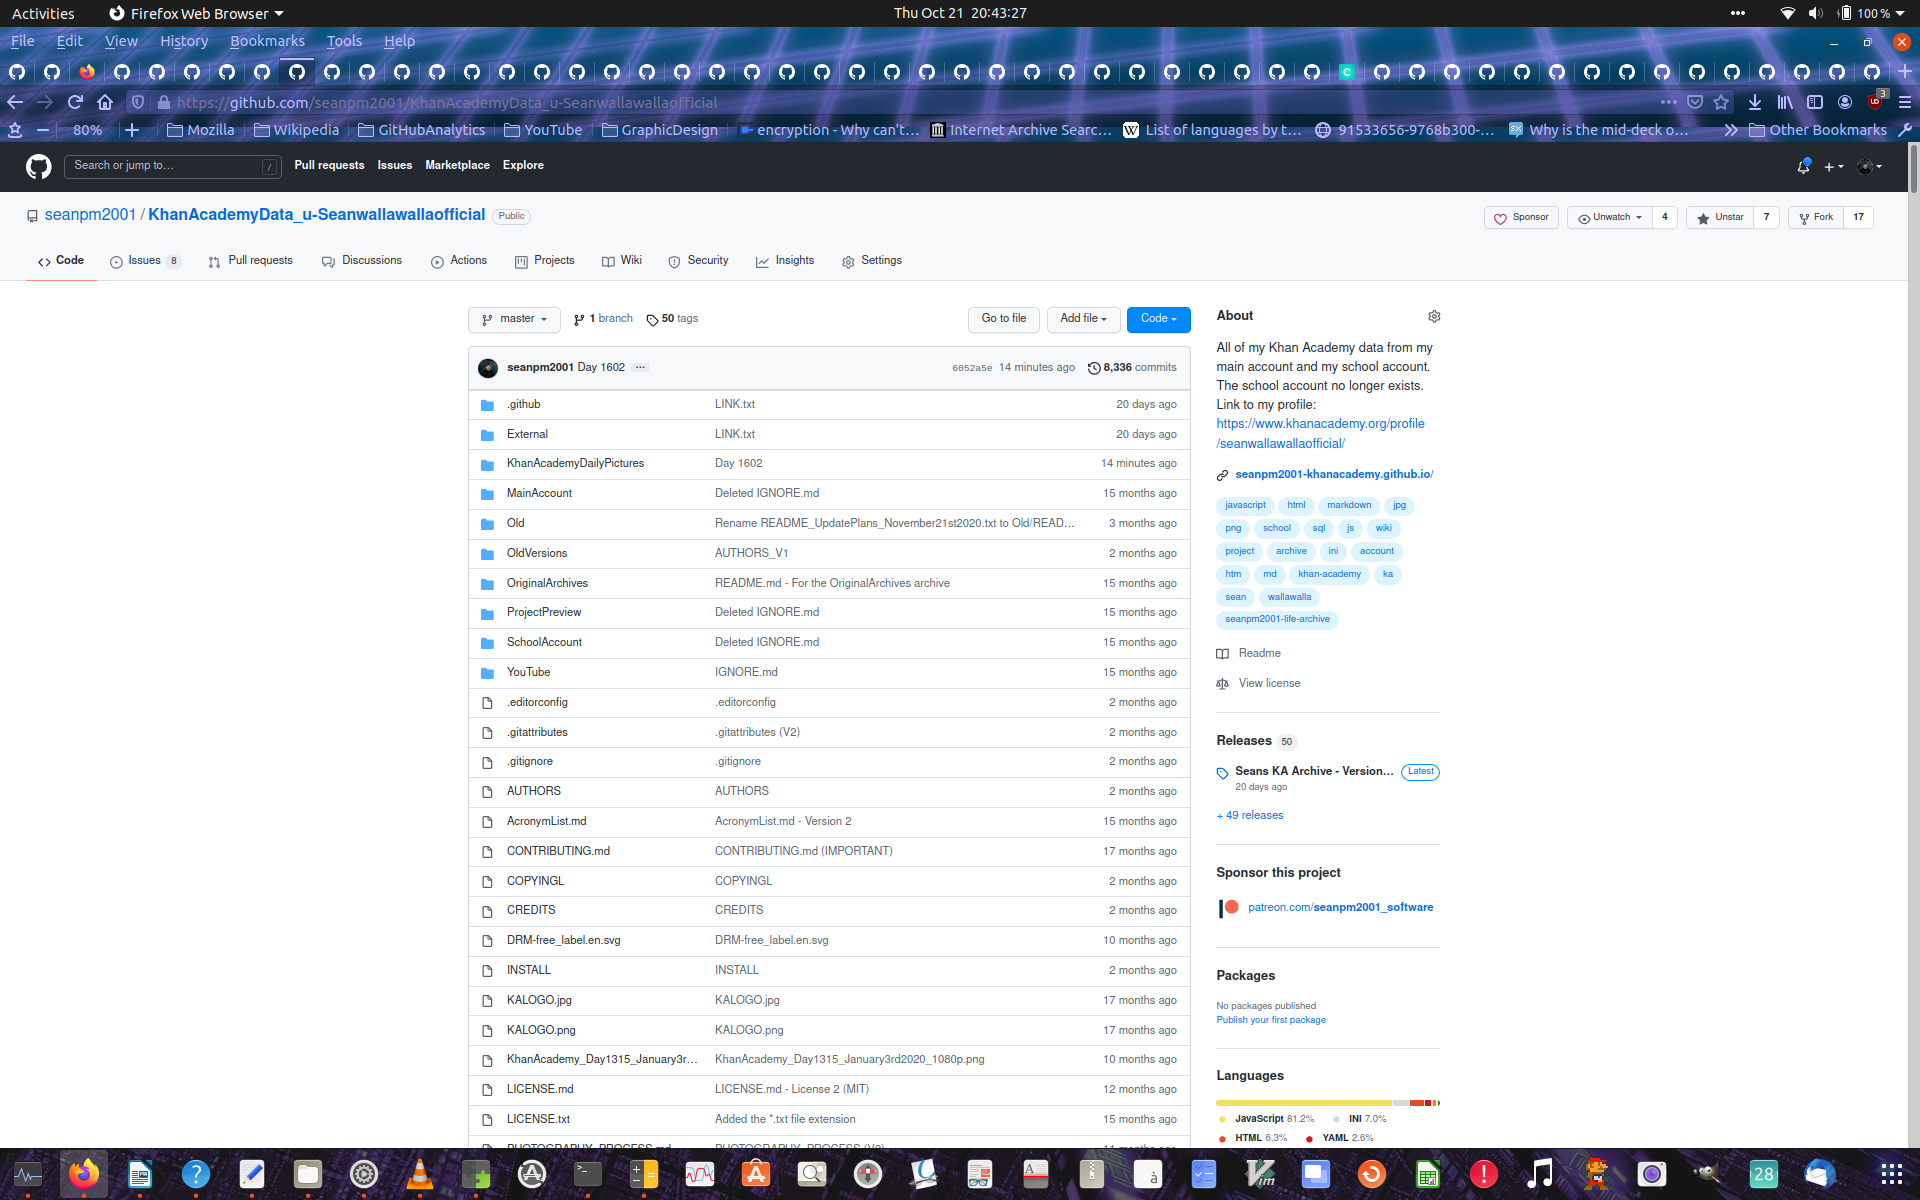 Activities Firefox Web Browser Thu Oct 21 20:43:27 100 %
File Edit View History Bookmarks Tools Help
https://github.com/seanpm2001/KhanAcademyData_u-Seanwallawallaofficial 3
80% Mozilla Wikipedia GitHubAnalytics YouTube GraphicDesign encryption - Why can't… Internet Archive Searc… List of languages by t… 91533656-9768b300-… Why is the mid-deck o… Other Bookmarks
Search or jump to… / Pull requests Issues Marketplace Explore
seanpm2001 / KhanAcademyData_u-Seanwallawallaofficial Public Sponsor Unwatch 4 Unstar 7 Fork 17
Code Issues 8 Pull requests Discussions Actions Projects Wiki Security Insights Settings
master 1 branch 50 tags Go to file Add file Code
seanpm2001 Day 1602 ... 6052a5e 14 minutes ago 8,336 commits
.github LINK.txt 20 days ago
External LINK.txt 20 days ago
KhanAcademyDailyPictures Day 1602 14 minutes ago
MainAccount Deleted IGNORE.md 15 months ago
Old Rename README_UpdatePlans_November21st2020.txt to Old/READ… 3 months ago
OldVersions AUTHORS_V1 2 months ago
OriginalArchives README.md - For the OriginalArchives archive 15 months ago
ProjectPreview Deleted IGNORE.md 15 months ago
SchoolAccount Deleted IGNORE.md 15 months ago
YouTube IGNORE.md 15 months ago
.editorconfig .editorconfig 2 months ago
.gitattributes .gitattributes (V2) 2 months ago
.gitignore .gitignore 2 months ago
AUTHORS AUTHORS 2 months ago
AcronymList.md AcronymList.md - Version 2 15 months ago
CONTRIBUTING.md CONTRIBUTING.md (IMPORTANT) 17 months ago
COPYINGL COPYINGL 2 months ago
CREDITS CREDITS 2 months ago
DRM-free_label.en.svg DRM-free_label.en.svg 10 months ago
INSTALL INSTALL 2 months ago
KALOGO.jpg KALOGO.jpg 17 months ago
KALOGO.png KALOGO.png 17 months ago
KhanAcademy_Day1315_January3r… KhanAcademy_Day1315_January3rd2020_1080p.png 10 months ago
LICENSE.md LICENSE.md - License 2 (MIT) 12 months ago
LICENSE.txt Added the *.txt file extension 15 months ago
About
All of my Khan Academy data from my
main account and my school account.
The school account no longer exists.
Link to my profile:
https://www.khanacademy.org/profile
/seanwallawallaofficial/
seanpm2001-khanacademy.github.io/
javascript html markdown jpg
png school sql js wiki
project archive ini account
htm md khan-academy ka
sean wallawalla
seanpm2001-life-archive
Readme
View license
Releases 50
Seans KA Archive - Version… Latest
20 days ago
+ 49 releases
Sponsor this project
patreon.com/seanpm2001_software
Packages
No packages published
Publish your first package
Languages
JavaScript 81.2% INI 7.0%
HTML 6.3% YAML 2.6%
28